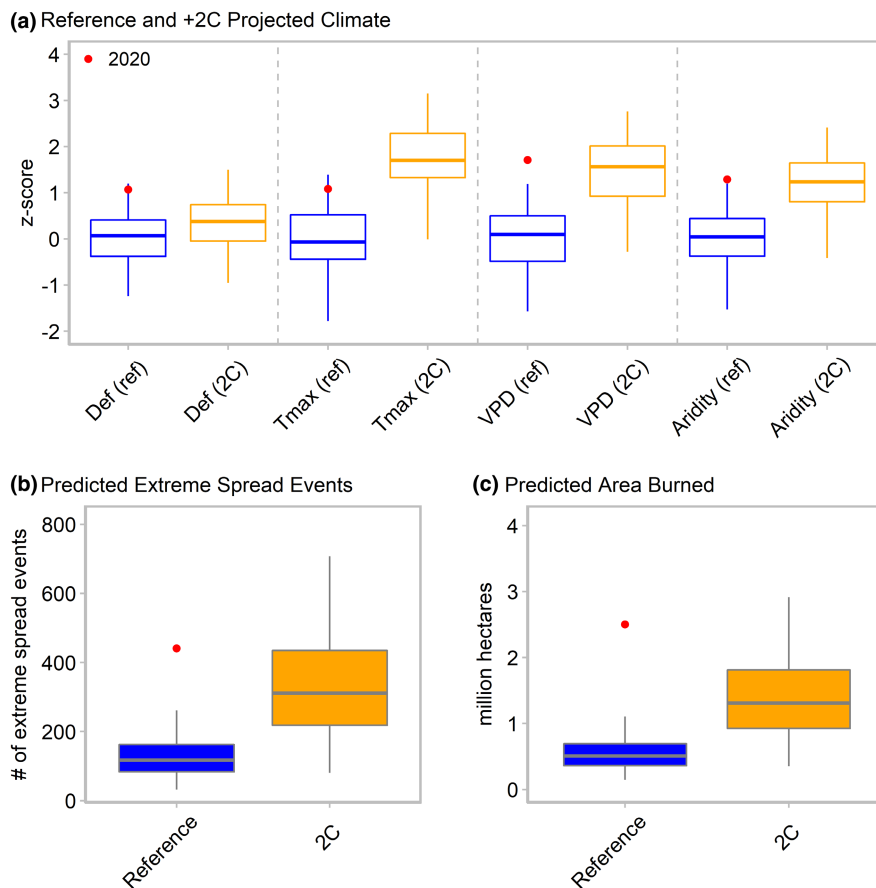 (a) Reference and +2C Projected Climate
2020
z-score
4
3
2
1
0
-1
-2
Def (ref)
Def (2C)
Tmax (ref)
Tmax (2C)
VPD (ref)
VPD (2C)
Aridity (ref)
Aridity (2C)
(b) Predicted Extreme Spread Events
# of extreme spread events
800
600
400
200
0
Reference
2C
(c) Predicted Area Burned
million hectares
4
3
2
1
0
Reference
2C